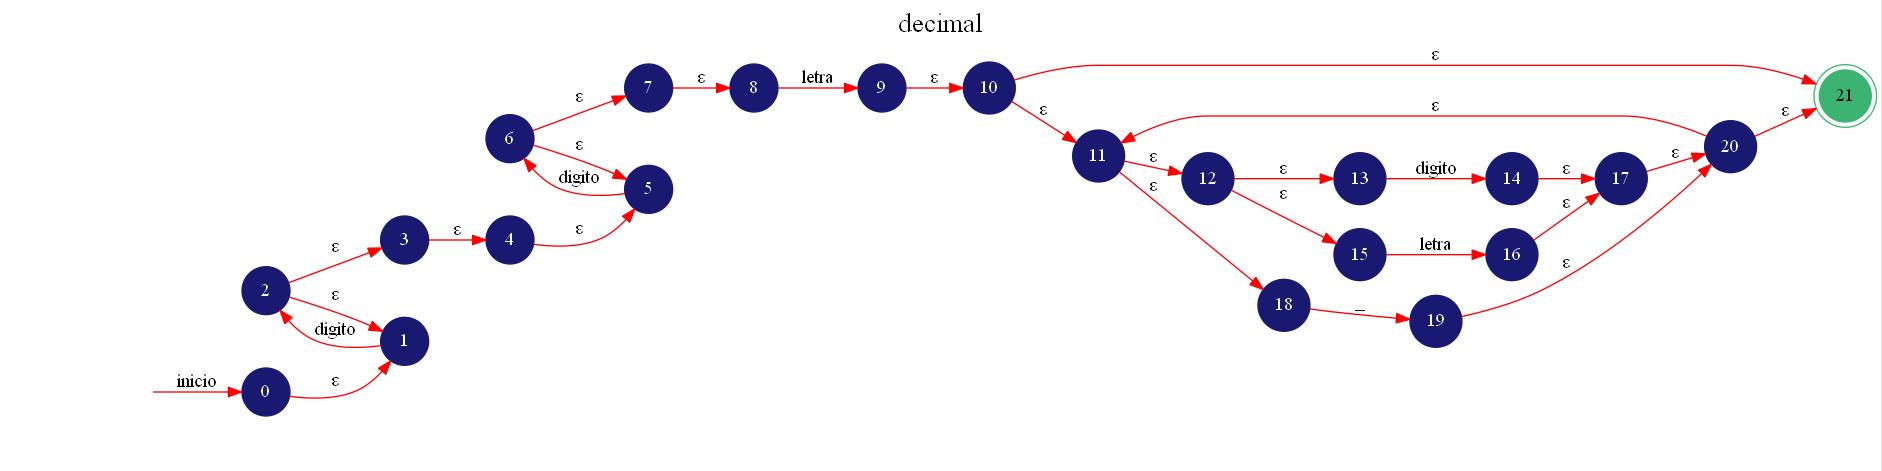 decimal
ε
7 ε 8 letra 9 ε 10
21
ε ε ε ε
6 ε 20
ε 11 ε ε
digito 5 12 ε 13 digito 14 ε 17
ε ε ε
3 ε 4 ε 15 letra 16
ε ε
2 ε 18 _ 19
digito 1
inicio 0 ε